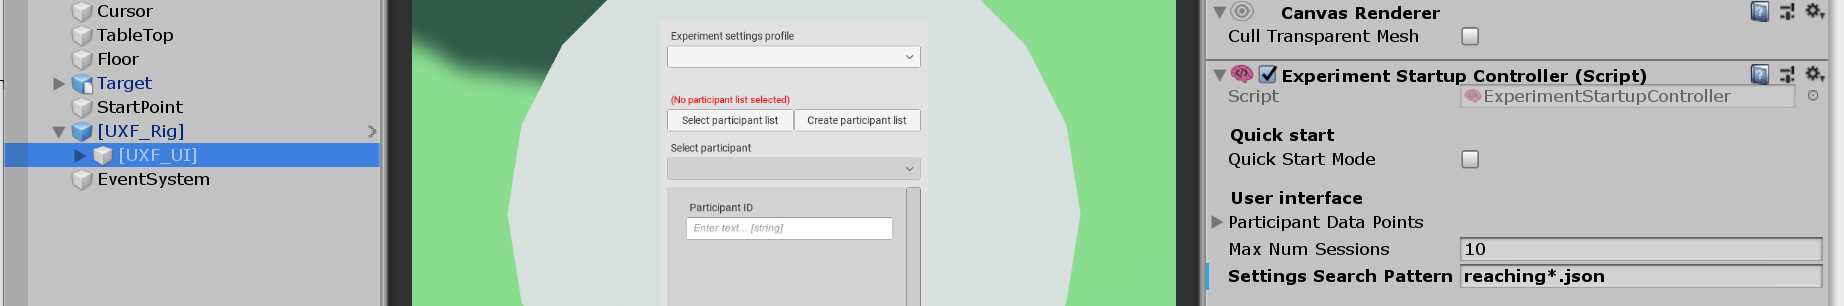 Cursor
TableTop
Floor
Target
StartPoint
[UXF_Rig]
[UXF_UI]
EventSystem
Experiment settings profile
(No participant list selected)
Select participant list
Create participant list
Select participant
Participant ID
Enter text... [string]
Canvas Renderer
Cull Transparent Mesh
Experiment Startup Controller (Script)
Script ExperimentStartupController
Quick start
Quick Start Mode
User interface
Participant Data Points
Max Num Sessions 10
Settings Search Pattern reaching*.json